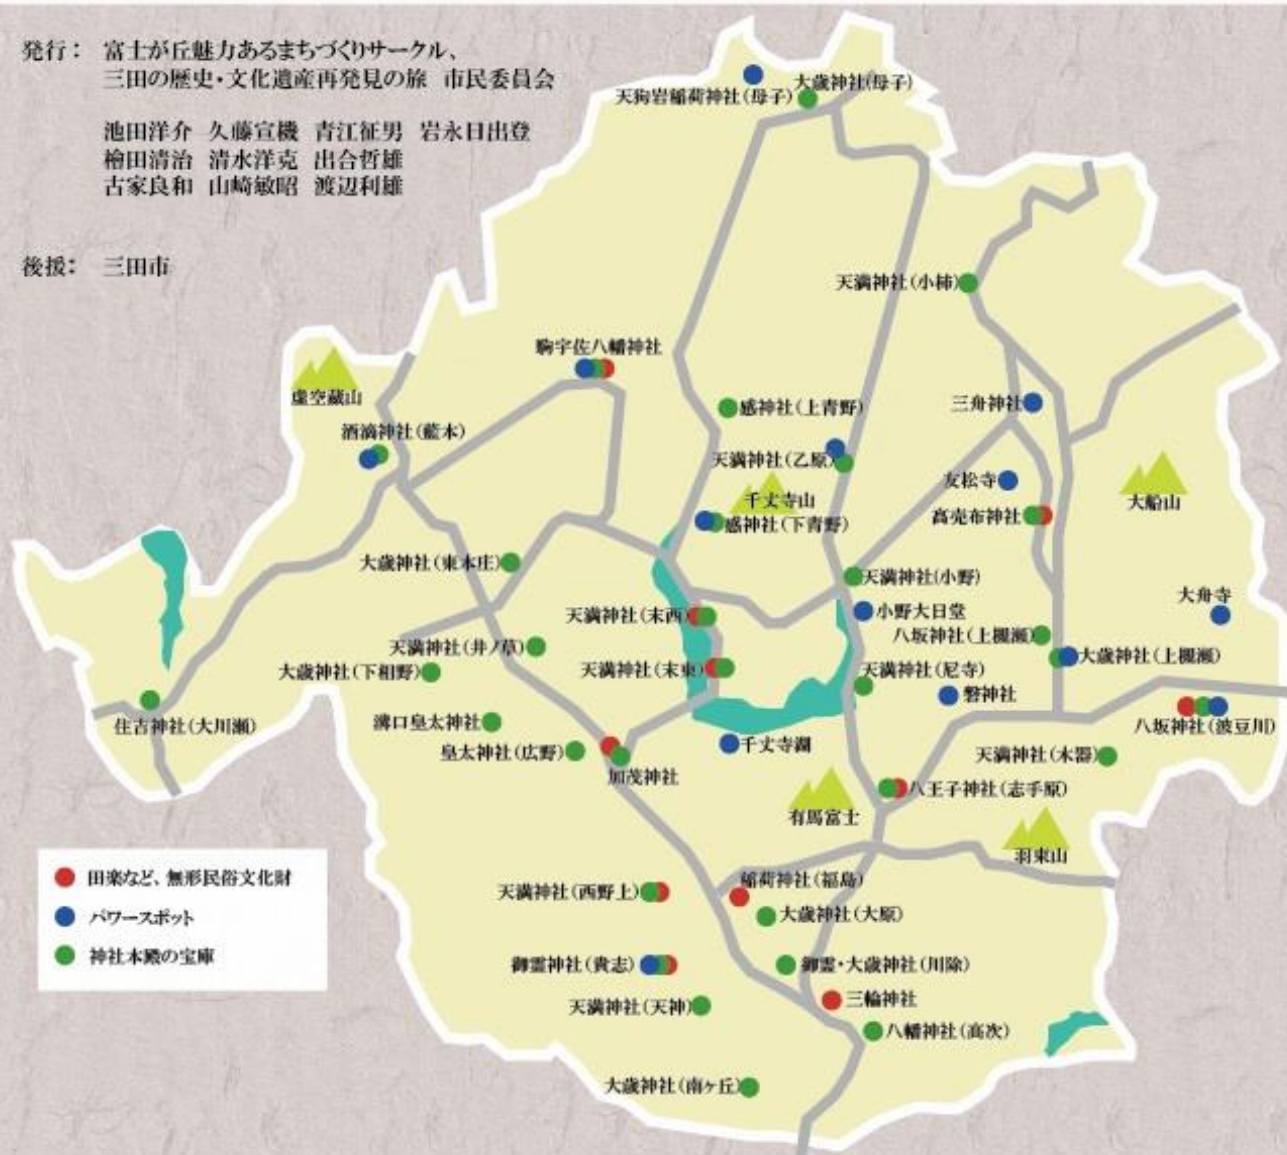 発行： 富士が丘魅力あるまちづくりサークル、
三田の歴史・文化遺産再発見の旅 市民委員会
池田洋介 久藤宣機 青江征男 岩永日出登
檜田清治 清水洋克 出合哲雄
古家良和 山崎敏昭 渡辺利雄
後援： 三田市
大歳神社(母子)
天狗岩稲荷神社(母子)
天満神社(小柿)
駒宇佐八幡神社
虚空蔵山
三舟神社
感神社(上青野)
酒滴神社(藍本)
天満神社(乙原)
友松寺
千丈寺山
大船山
高売布神社
感神社(下青野)
大歳神社(東本庄)
天満神社(小野)
大舟寺
小野大日堂
天満神社(末西)
八坂神社(上槻瀬)
天満神社(井ノ草)
大歳神社(上槻瀬)
天満神社(末東)
大歳神社(下相野)
天満神社(尼寺)
磐神社
溝口皇太神社
住吉神社(大川瀬)
八坂神社(波豆川)
千丈寺湖
皇太神社(広野)
天満神社(木器)
加茂神社
八王子神社(志手原)
有馬富士
羽束山
田楽など、無形民俗文化財
パワースポット
神社本殿の宝庫
稲荷神社(福島)
天満神社(西野上)
大歳神社(大原)
御霊神社(貴志)
御霊・大歳神社(川除)
三輪神社
天満神社(天神)
八幡神社(高次)
大歳神社(南ヶ丘)